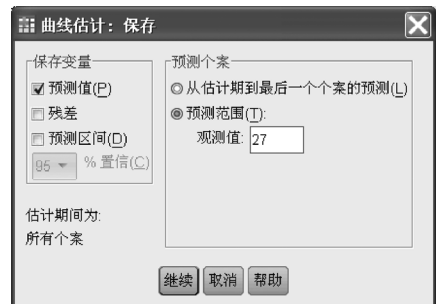 曲线估计：保存
保存变量
预测值(P)
残差
预测区间(D)
95 % 置信(C)
估计期间为:
所有个案
预测个案
从估计期到最后一个个案的预测(L)
预测范围(T):
观测值: 27
继续 取消 帮助